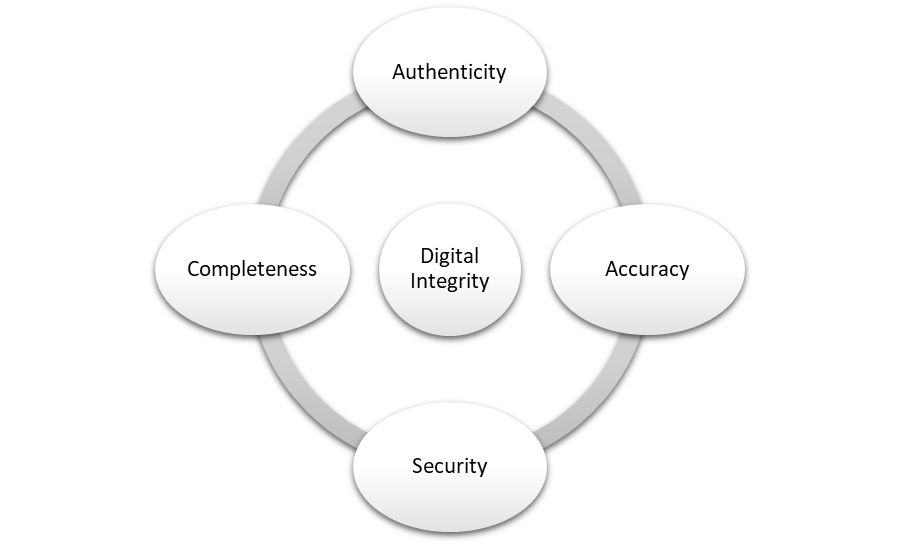 Authenticity
Completeness
Digital
Integrity
Accuracy
Security